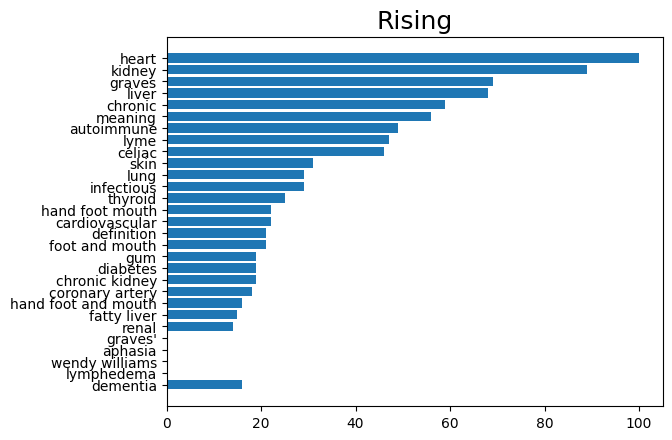 Rising
heart
kidney
graves
liver
chronic
meaning
autoimmune
lyme
celiac
skin
lung
infectious
thyroid
hand foot mouth
cardiovascular
definition
foot and mouth
gum
diabetes
chronic kidney
coronary artery
hand foot and mouth
fatty liver
renal
graves'
aphasia
wendy williams
lymphedema
dementia
0 20 40 60 80 100